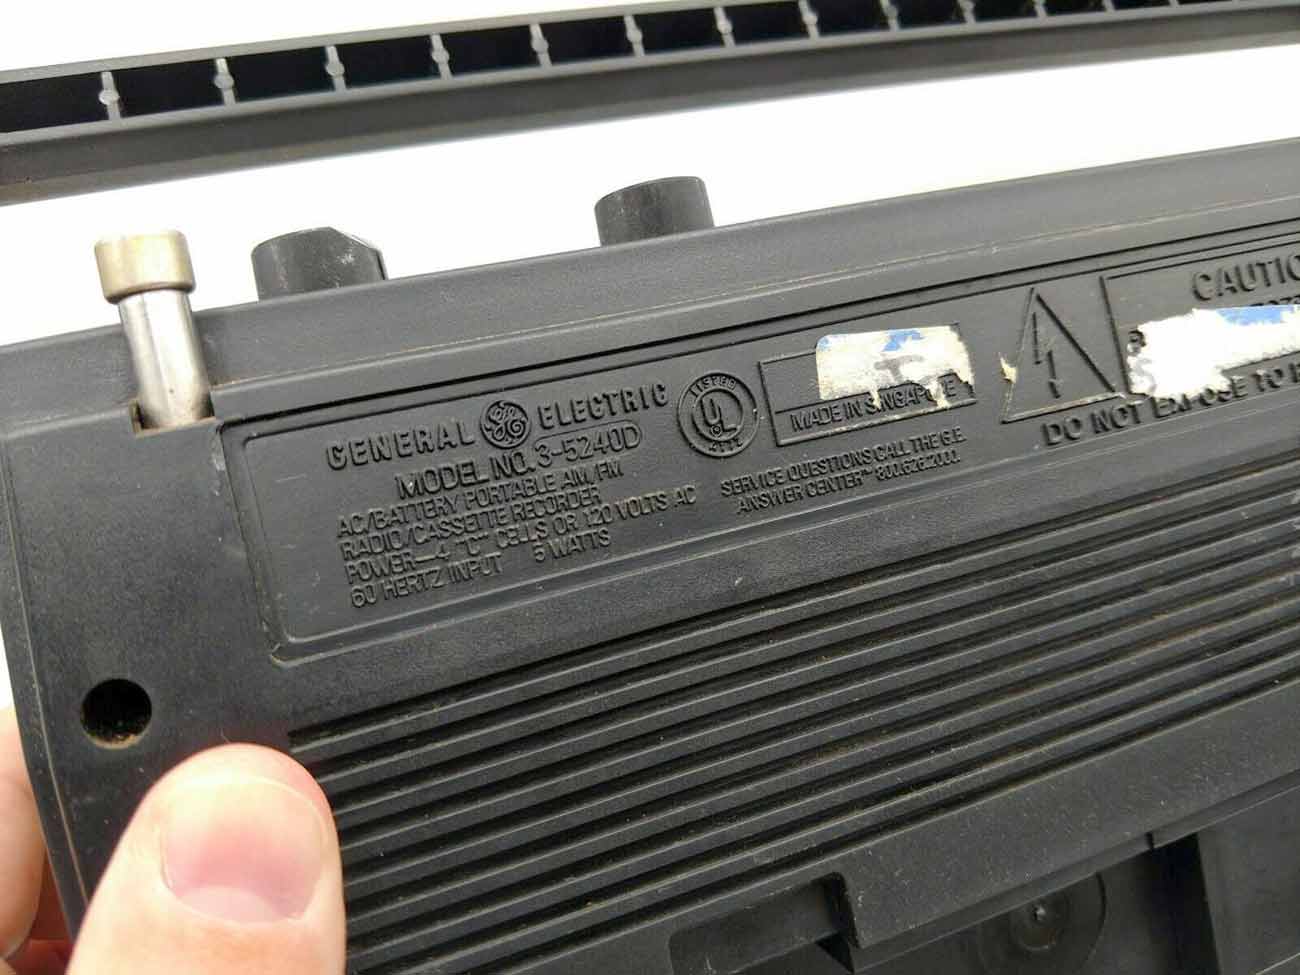 GENERAL GE ELECTRIC
MODEL NO. 3-5240D
AC/BATTERY PORTABLE AM/FM
RADIO/CASSETTE RECORDER
POWER—4 "C" CELLS OR 120 VOLTS AC
60 HERTZ INPUT 5 WATTS
LISTED
UL
MADE IN SINGAPORE
SERVICE QUESTIONS CALL THE G.E.
ANSWER CENTER™ 800.626.2000.
CAUTIO
DO NOT EXPOSE TO